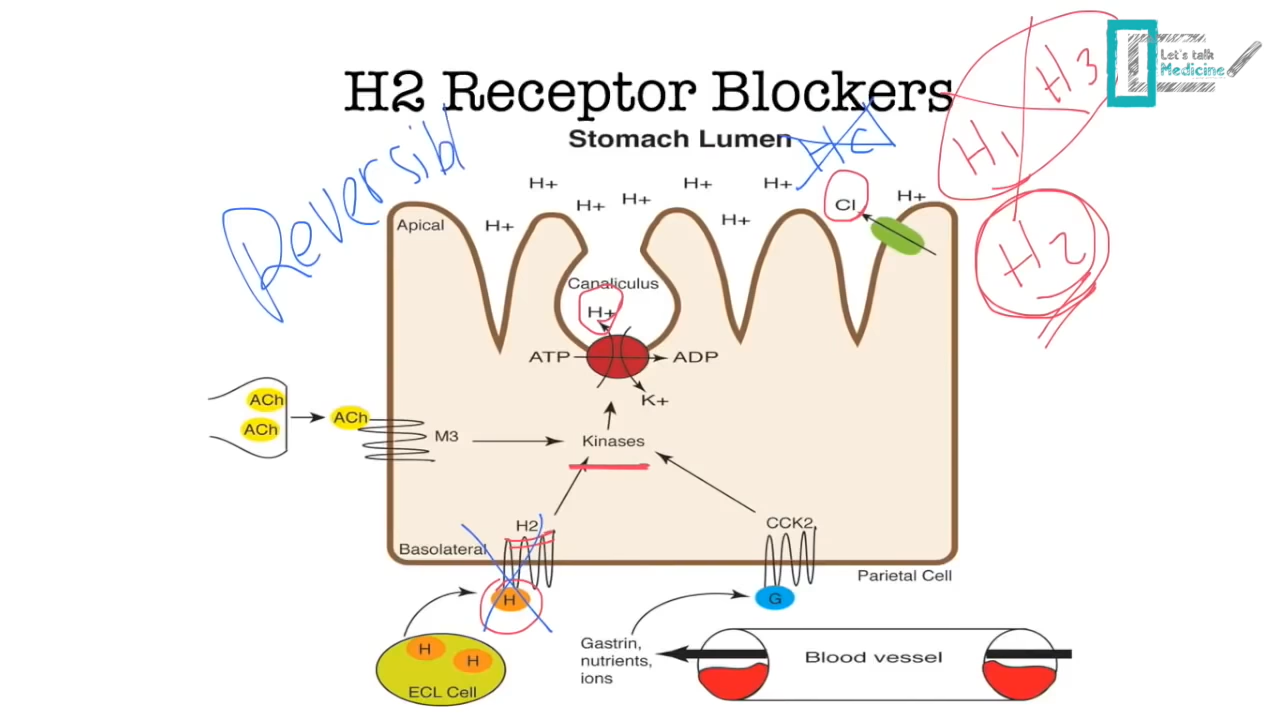 H2 Receptor Blockers
Let's talk
Medicine
Stomach Lumen
H3
H1
H2
Reversibl
HCl
H+
H+
H+
H+
H+
H+
H+
H+
Cl
Apical
Canaliculus
H+
ATP
ADP
K+
ACh
ACh
ACh
M3
Kinases
H2
CCK2
Basolateral
Parietal Cell
H
G
H
H
ECL Cell
Gastrin,
nutrients,
ions
Blood vessel